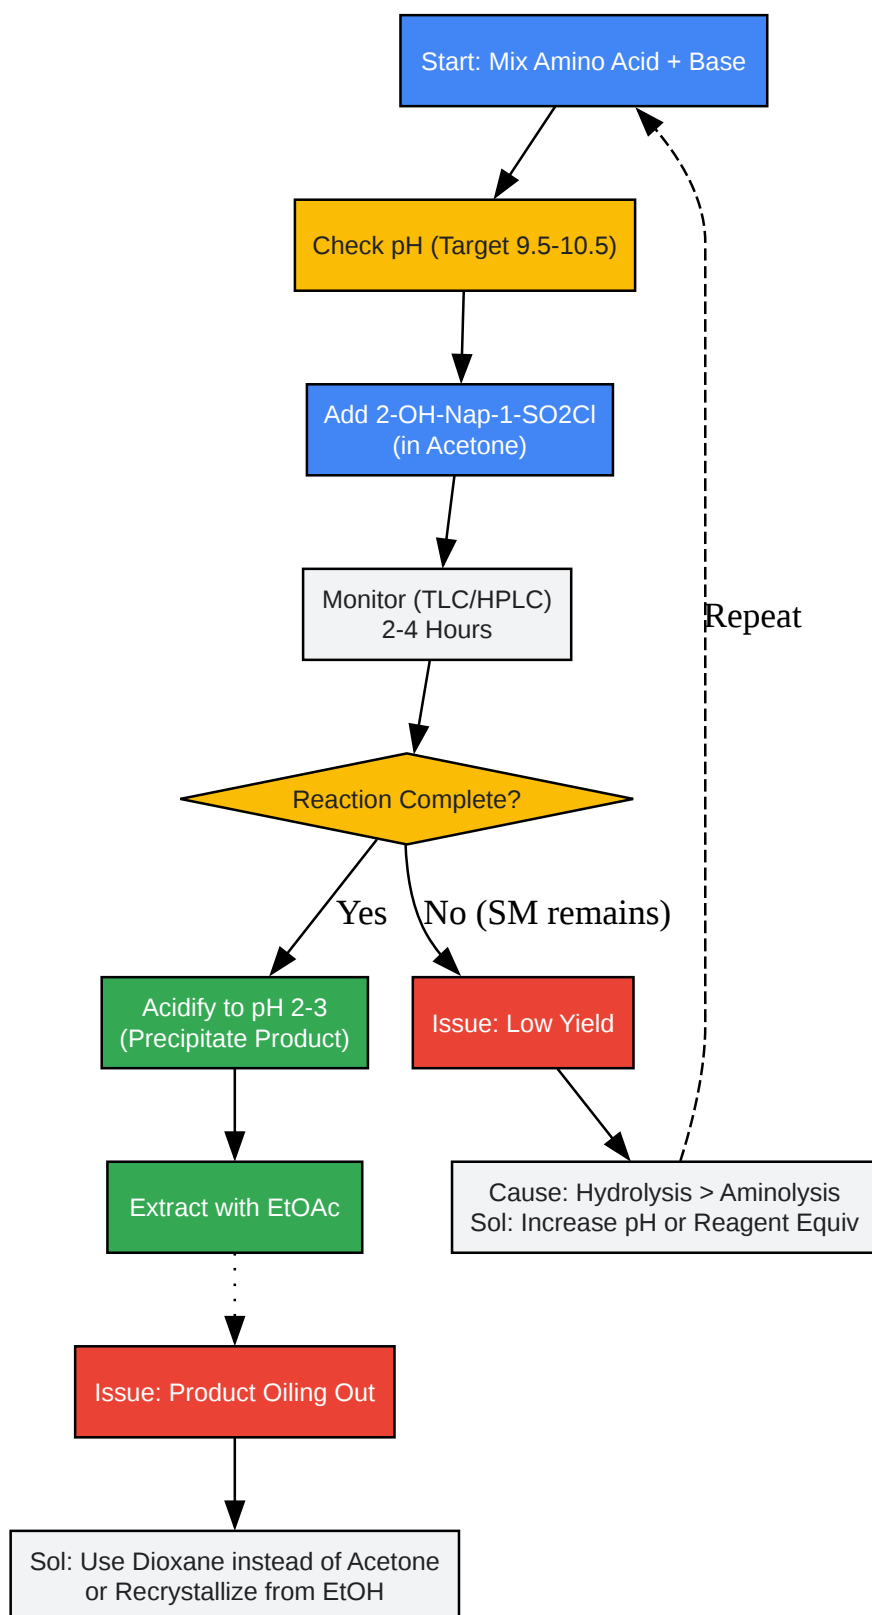 Start: Mix Amino Acid + Base
Check pH (Target 9.5-10.5)
Add 2-OH-Nap-1-SO2Cl
(in Acetone)
Monitor (TLC/HPLC)
2-4 Hours
Repeat
Reaction Complete?
Yes
No (SM remains)
Acidify to pH 2-3
(Precipitate Product)
Issue: Low Yield
Extract with EtOAc
Cause: Hydrolysis > Aminolysis
Sol: Increase pH or Reagent Equiv
Issue: Product Oiling Out
Sol: Use Dioxane instead of Acetone
or Recrystallize from EtOH